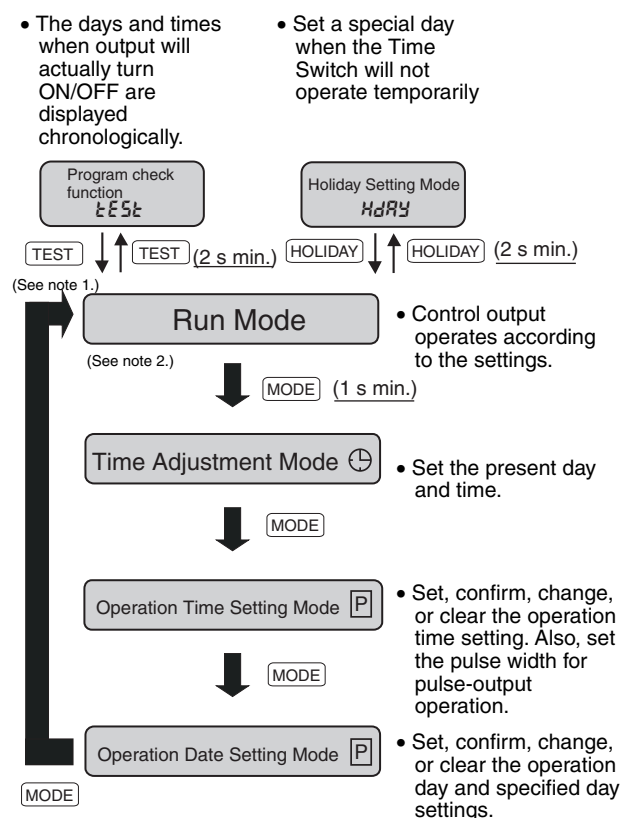 • The days and times
when output will
actually turn
ON/OFF are
displayed
chronologically.
• Set a special day
when the Time
Switch will not
operate temporarily
Program check
function
tESt
Holiday Setting Mode
HdAY
TEST
TEST
(2 s min.)
HOLIDAY
HOLIDAY
(2 s min.)
(See note 1.)
Run Mode
• Control output
operates according
to the settings.
(See note 2.)
MODE
(1 s min.)
Time Adjustment Mode
• Set the present day
and time.
MODE
Operation Time Setting Mode P
• Set, confirm, change,
or clear the operation
time setting. Also, set
the pulse width for
pulse-output
operation.
MODE
Operation Date Setting Mode P
• Set, confirm, change,
or clear the operation
day and specified day
settings.
MODE